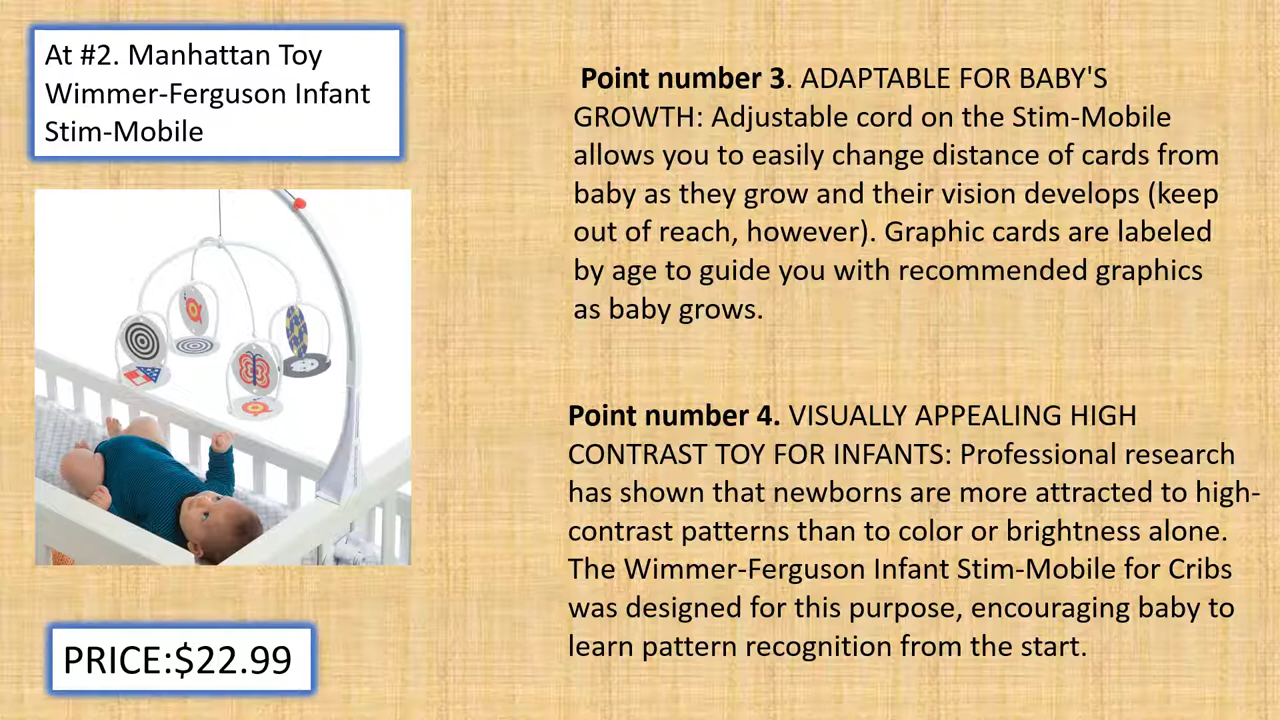 At #2. Manhattan Toy
Wimmer-Ferguson Infant
Stim-Mobile
Point number 3. ADAPTABLE FOR BABY'S
GROWTH: Adjustable cord on the Stim-Mobile
allows you to easily change distance of cards from
baby as they grow and their vision develops (keep
out of reach, however). Graphic cards are labeled
by age to guide you with recommended graphics
as baby grows.
Point number 4. VISUALLY APPEALING HIGH
CONTRAST TOY FOR INFANTS: Professional research
has shown that newborns are more attracted to high-
contrast patterns than to color or brightness alone.
The Wimmer-Ferguson Infant Stim-Mobile for Cribs
was designed for this purpose, encouraging baby to
learn pattern recognition from the start.
PRICE:$22.99